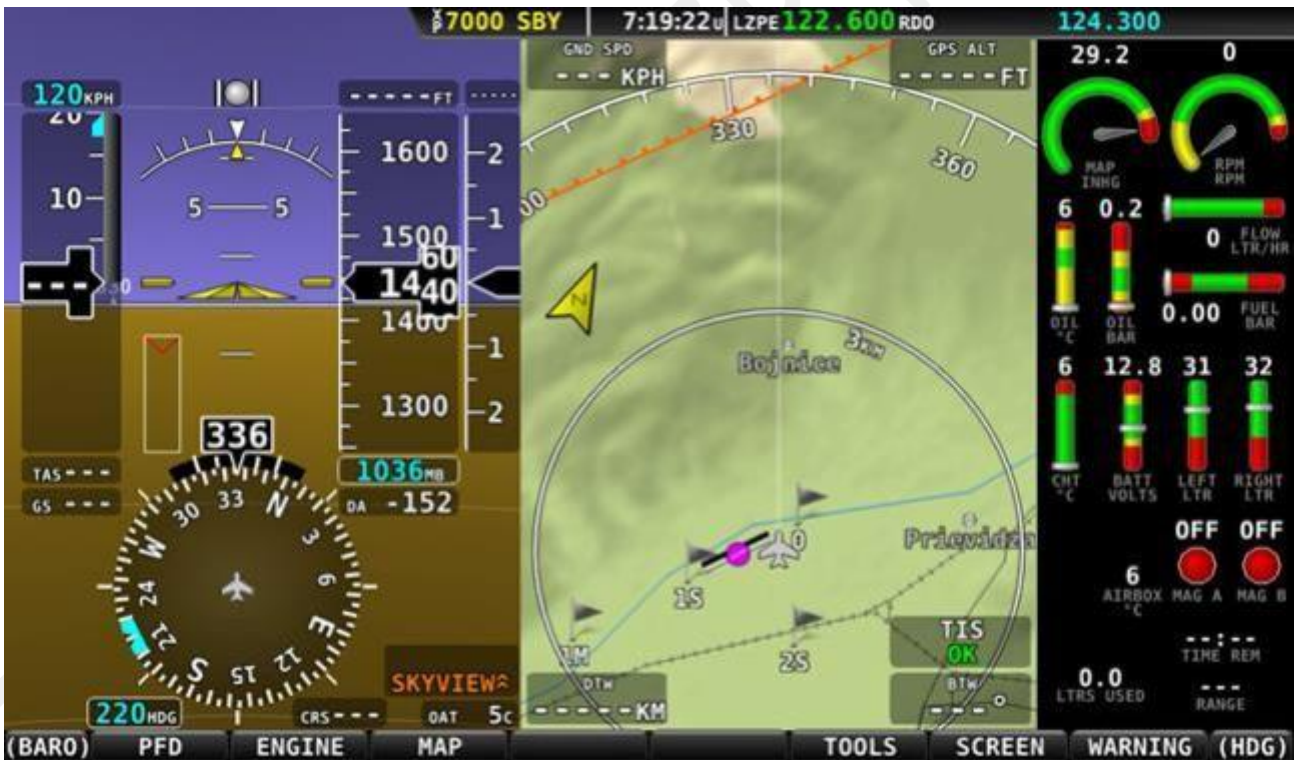 XP 7000 SBY 7:19:22U LZPE 122.600 RDO 124.300
120KPH
-----FT
20
10
---
5 5
1600
1500
1400
1300
60
14
40
2
1
1
2
TAS ---
GS ---
336
1036MB
DA -152
33
N
3
6
E
12
15
S
21
24
W
30
SKYVIEW
220HDG
CRS ---
OAT 5C
GND SPD
--- KPH
GPS ALT
-----FT
00
330
360
N
3KM
Bojnice
Prievidza
0
1S
1M
2S
TIS
OK
DTW
-----KM
BTW
---°
29.2 0
MAP
INHG
RPM
RPM
6 0.2
OIL
°C
OIL
BAR
0 FLOW
LTR/HR
0.00 FUEL
BAR
6 12.8 31 32
CHT
°C
BATT
VOLTS
LEFT
LTR
RIGHT
LTR
OFF OFF
MAG A MAG B
6
AIRBOX
°C
--:--
TIME REM
0.0
LTRS USED
---
RANGE
(BARO) PFD ENGINE MAP TOOLS SCREEN WARNING (HDG)